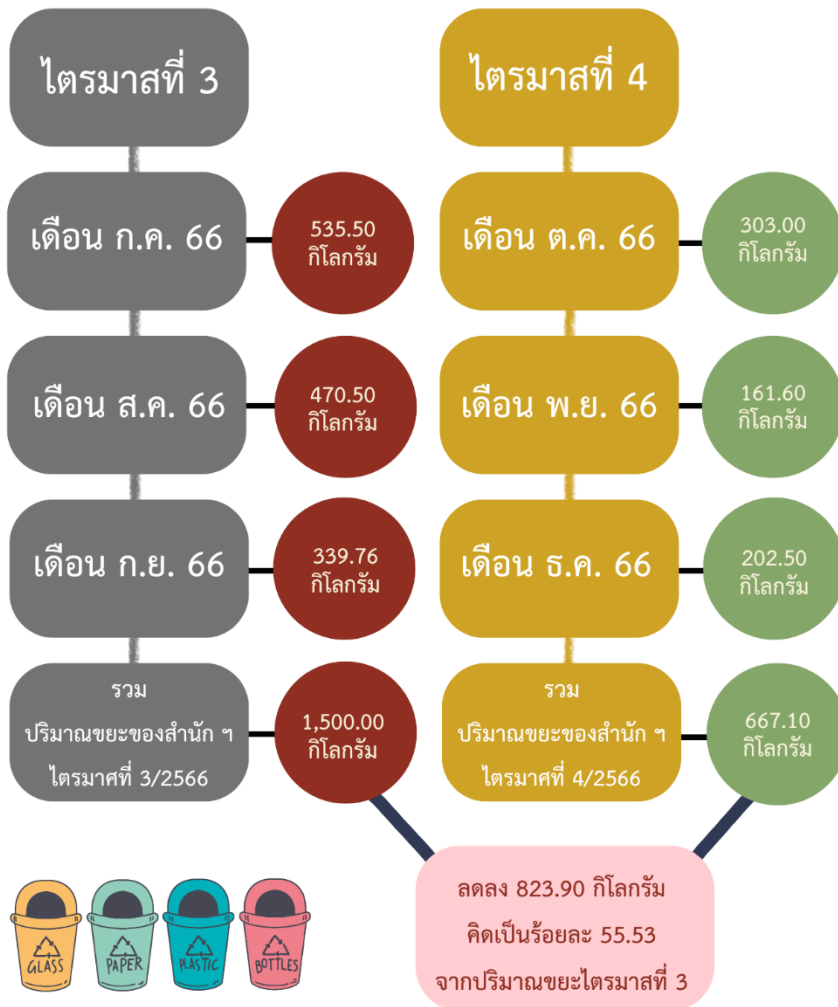 ไตรมาสที่ 3
เดือน ก.ค. 66
535.50
กิโลกรัม
เดือน ส.ค. 66
470.50
กิโลกรัม
เดือน ก.ย. 66
339.76
กิโลกรัม
รวม
ปริมาณขยะของสำนัก ฯ
ไตรมาศที่ 3/2566
1,500.00
กิโลกรัม
ไตรมาสที่ 4
เดือน ต.ค. 66
303.00
กิโลกรัม
เดือน พ.ย. 66
161.60
กิโลกรัม
เดือน ธ.ค. 66
202.50
กิโลกรัม
รวม
ปริมาณขยะของสำนัก ฯ
ไตรมาศที่ 4/2566
667.10
กิโลกรัม
ลดลง 823.90 กิโลกรัม
คิดเป็นร้อยละ 55.53
จากปริมาณขยะไตรมาสที่ 3
GLASS
PAPER
PLASTIC
BOTTLES